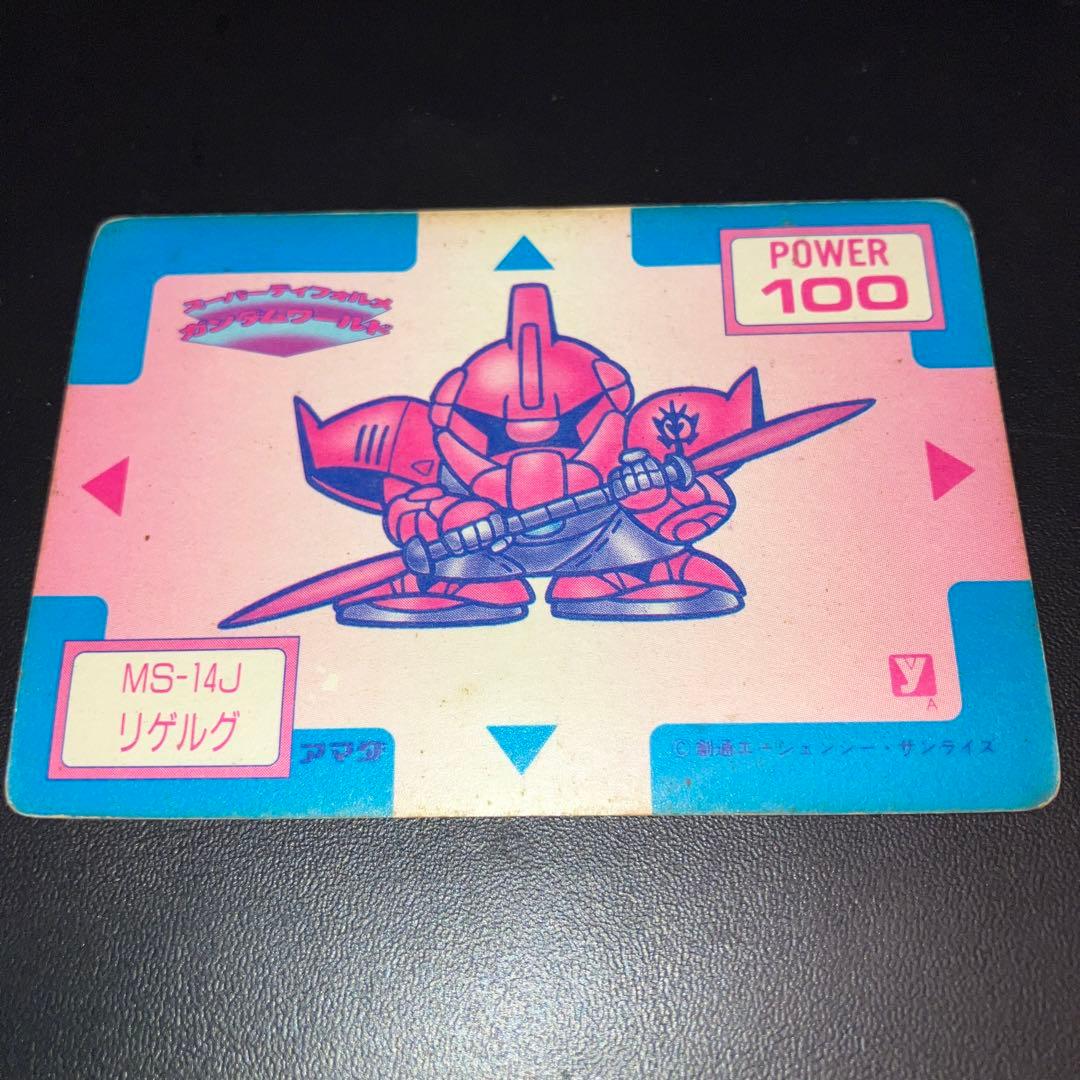 スーパーディフォルメ
ガンダムワールド
POWER
100
MS-14J
リゲルグ
アマダ
y
A
©創通エージェンシー・サンライズ